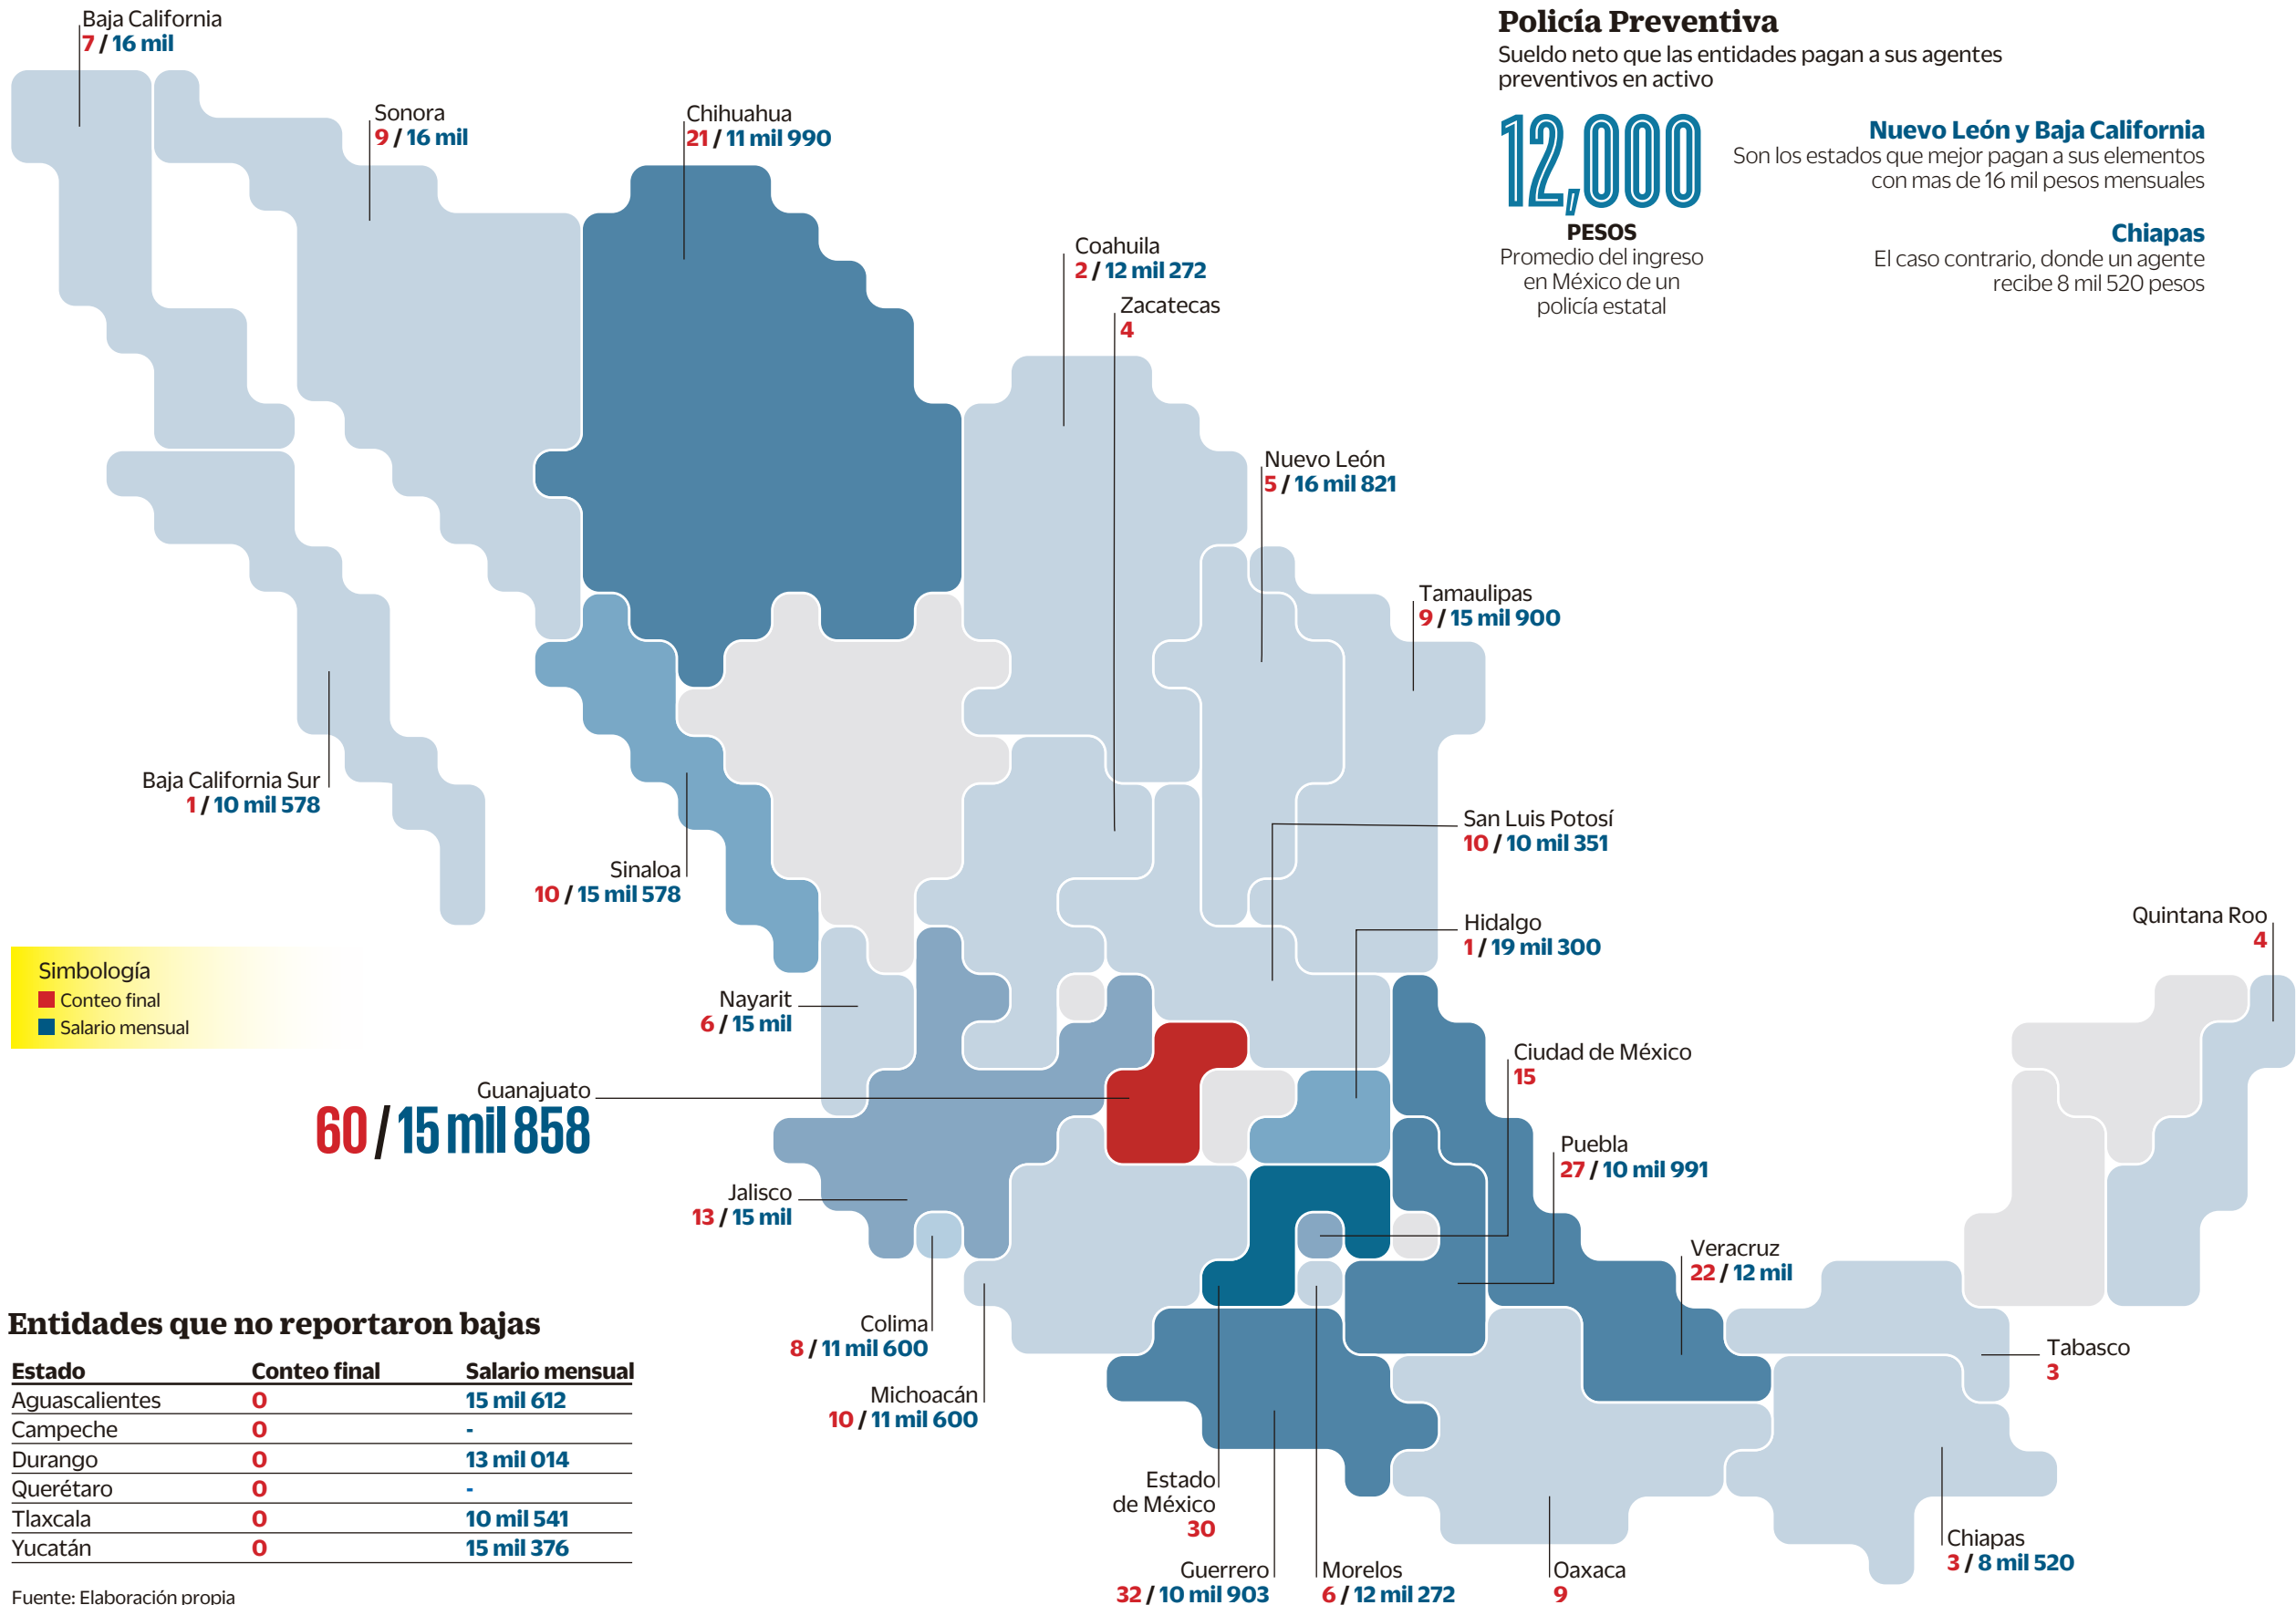 Baja California
7 / 16 mil
Sonora
9 / 16 mil
Chihuahua
21 / 11 mil 990
Policía Preventiva
Sueldo neto que las entidades pagan a sus agentes
preventivos en activo
12,000
PESOS
Promedio del ingreso
en México de un
policía estatal
Nuevo León y Baja California
Son los estados que mejor pagan a sus elementos
con mas de 16 mil pesos mensuales
Chiapas
El caso contrario, donde un agente
recibe 8 mil 520 pesos
Coahuila
2 / 12 mil 272
Zacatecas
4
Nuevo León
5 / 16 mil 821
Tamaulipas
9 / 15 mil 900
Baja California Sur
1 / 10 mil 578
Sinaloa
10 / 15 mil 578
San Luis Potosí
10 / 10 mil 351
Hidalgo
1 / 19 mil 300
Quintana Roo
4
Simbología
Conteo final
Salario mensual
Nayarit
6 / 15 mil
Ciudad de México
15
Guanajuato
60 / 15 mil 858
Puebla
27 / 10 mil 991
Jalisco
13 / 15 mil
Veracruz
22 / 12 mil
Colima
8 / 11 mil 600
Tabasco
3
Michoacán
10 / 11 mil 600
Estado
de México
30
Guerrero
32 / 10 mil 903
Morelos
6 / 12 mil 272
Oaxaca
9
Chiapas
3 / 8 mil 520
Entidades que no reportaron bajas
Estado Conteo final Salario mensual
Aguascalientes 0 15 mil 612
Campeche 0 -
Durango 0 13 mil 014
Querétaro 0 -
Tlaxcala 0 10 mil 541
Yucatán 0 15 mil 376
Fuente: Elaboración propia